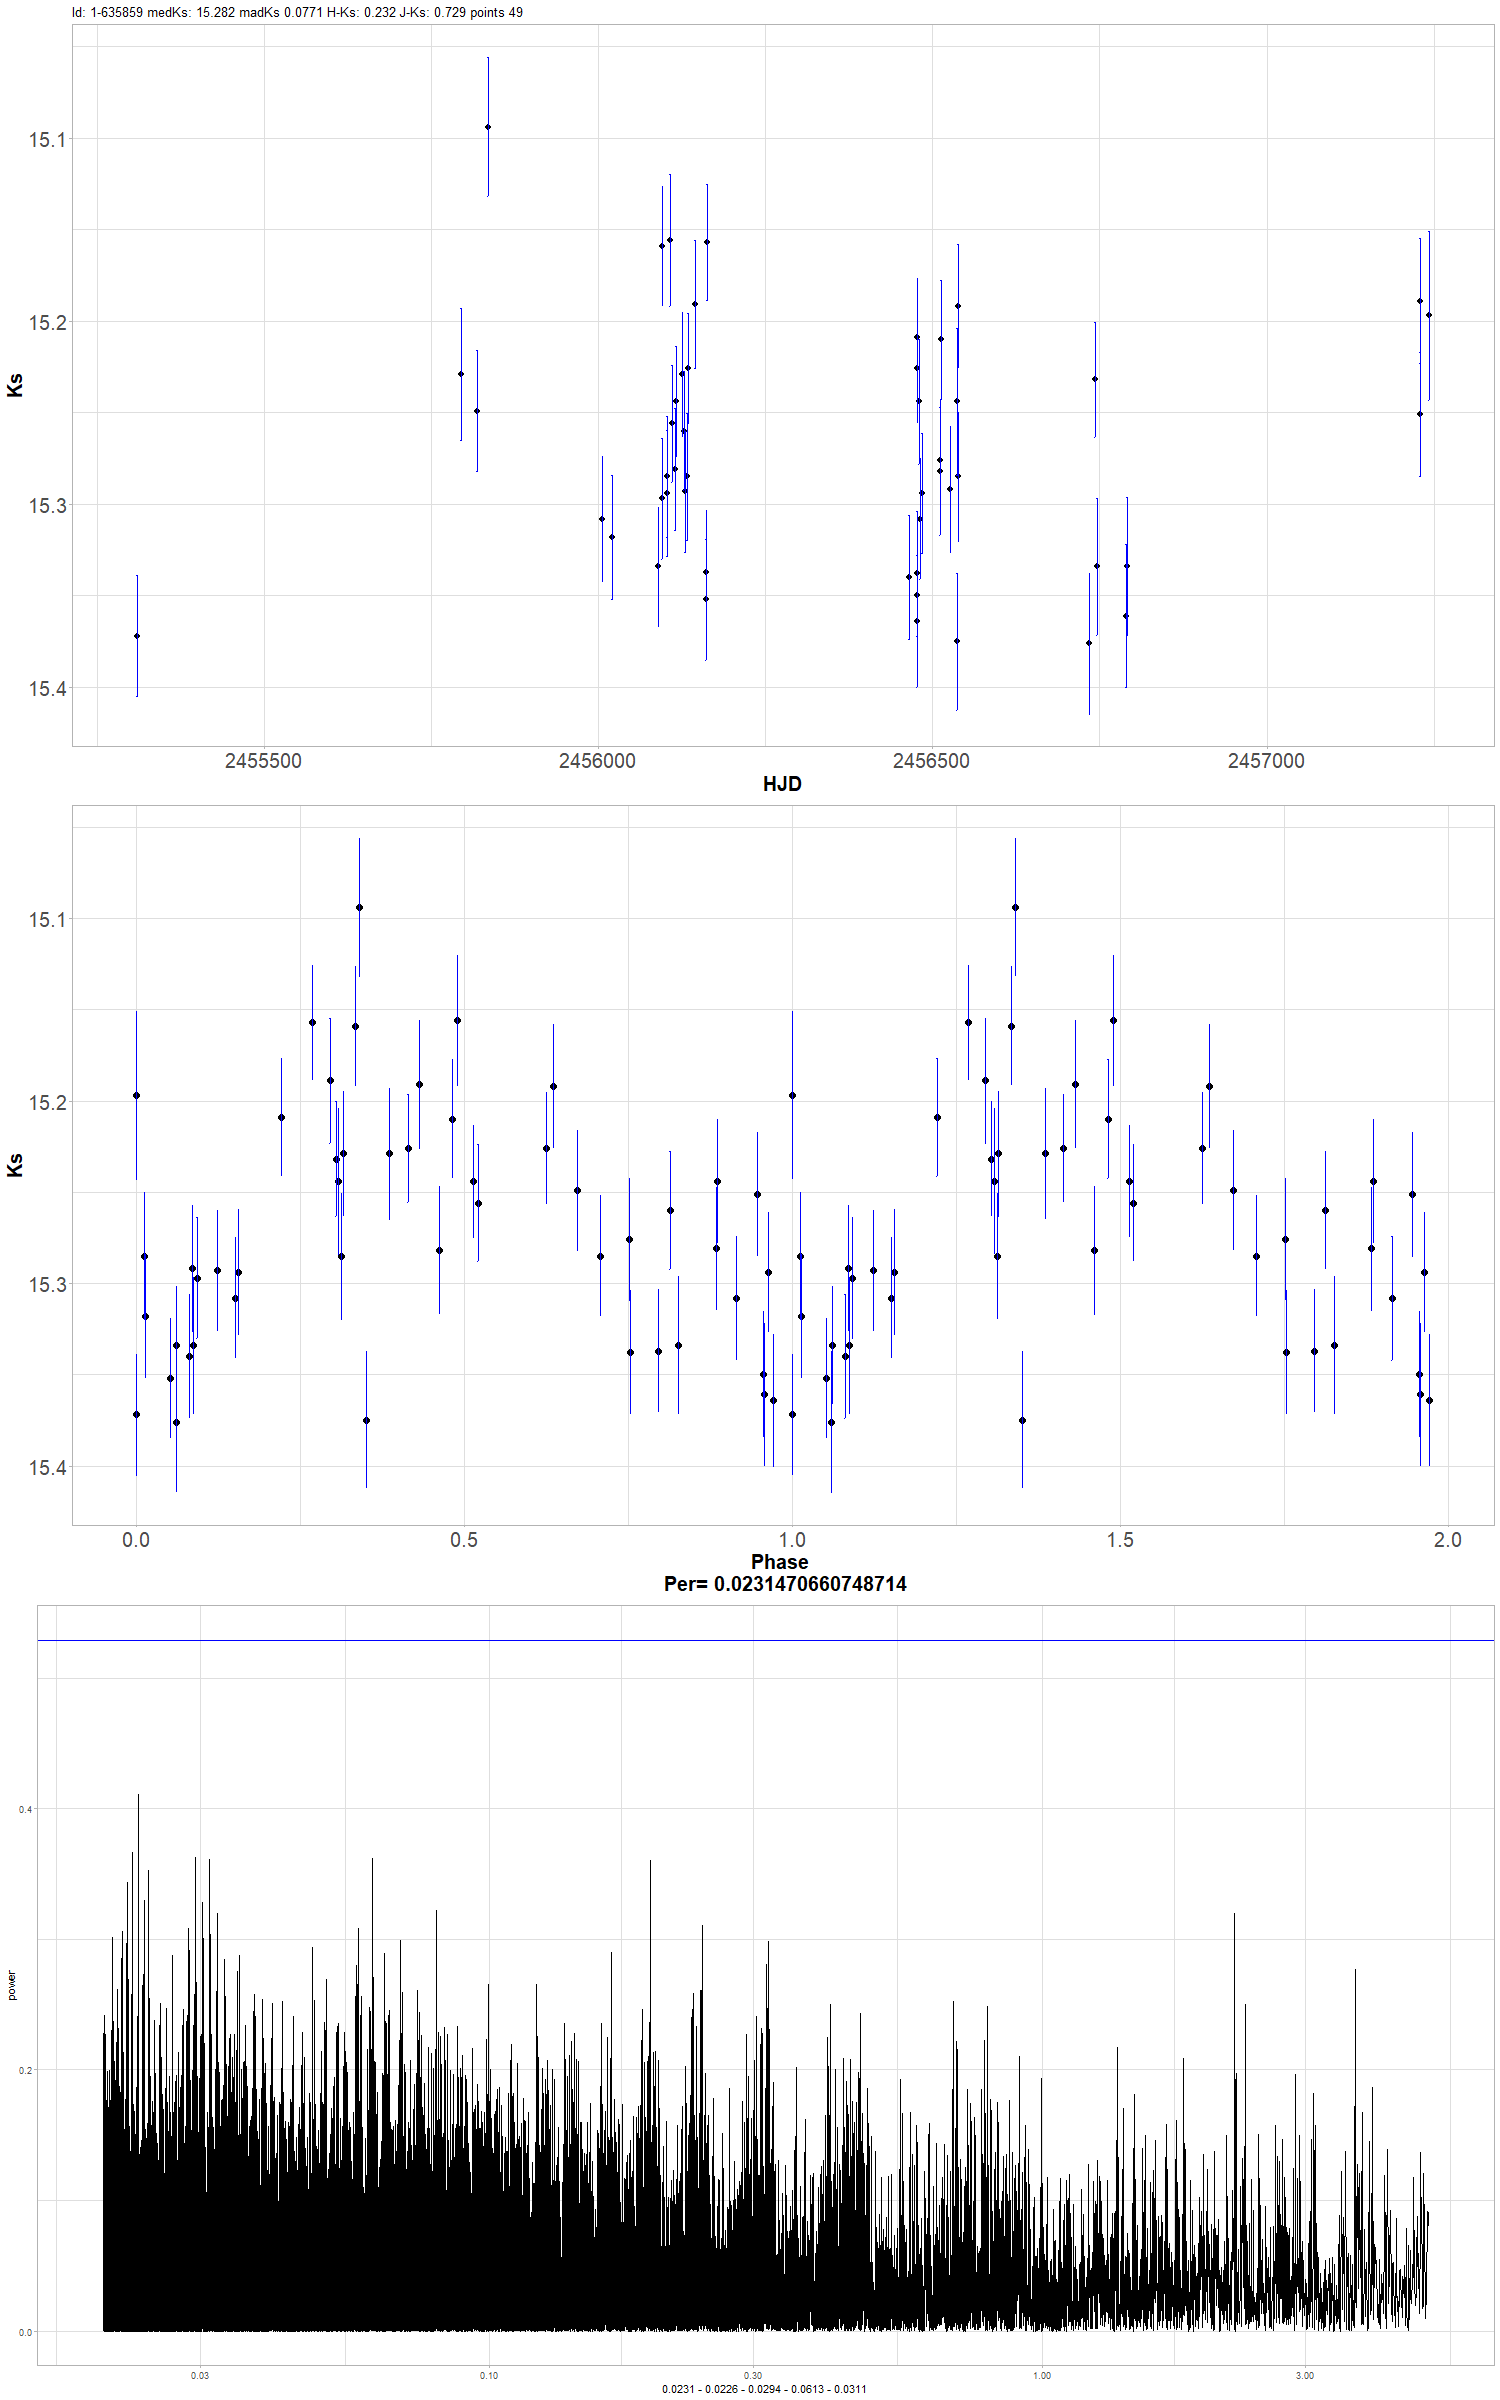 Id: 1-635859 medKs: 15.282 madKs 0.0771 H-Ks: 0.232 J-Ks: 0.729 points 49
15.1
15.2
15.3
15.4
Ks
2455500 2456000 2456500 2457000
HJD
15.1
15.2
15.3
15.4
Ks
0.0 0.5 1.0 1.5 2.0
Phase
Per= 0.0231470660748714
0.4
0.2
0.0
power
0.03 0.10 0.30 1.00 3.00
0.0231 - 0.0226 - 0.0294 - 0.0613 - 0.0311